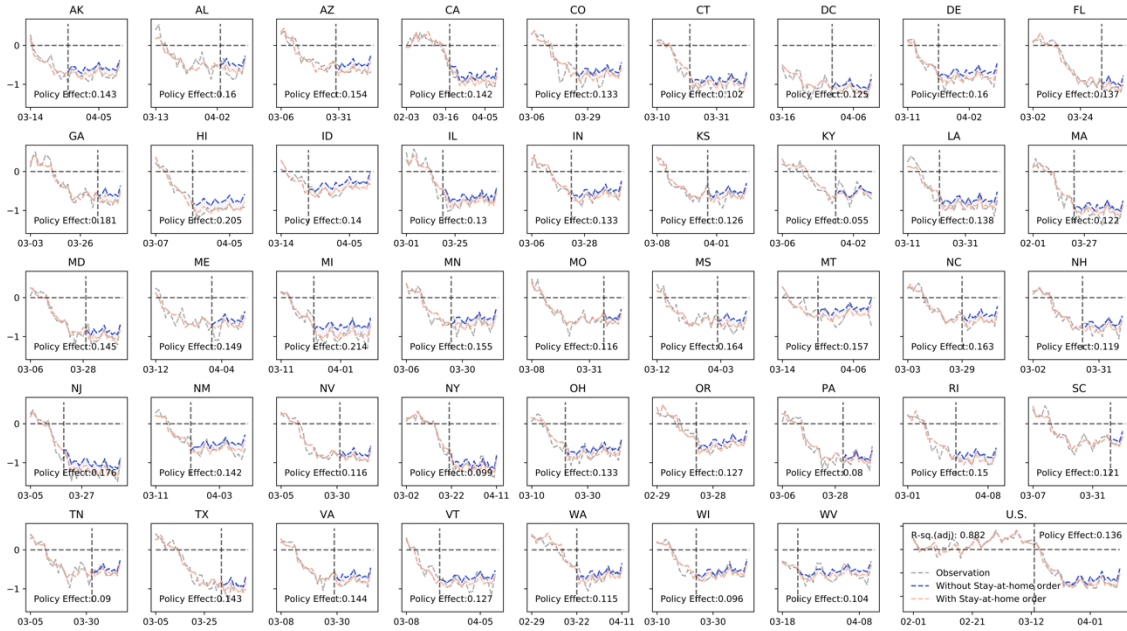 AK AL AZ CA CO CT DC DE FL
0
−1
Policy Effect:0.143 Policy Effect:0.16 Policy Effect:0.154 Policy Effect:0.142 Policy Effect:0.133 Policy Effect:0.102 Policy Effect:0.125 Policy Effect:0.16 Policy Effect:0.137
03-14 04-05 03-13 04-02 03-06 03-31 02-03 03-16 04-05 03-06 03-29 03-10 03-31 03-16 04-06 03-11 04-02 03-02 03-24
GA HI ID IL IN KS KY LA MA
0
−1
Policy Effect:0.181 Policy Effect:0.205 Policy Effect:0.14 Policy Effect:0.13 Policy Effect:0.133 Policy Effect:0.126 Policy Effect:0.055 Policy Effect:0.138 Policy Effect:0.122
03-03 03-26 03-07 04-05 03-14 04-05 03-01 03-25 03-06 03-28 03-08 04-01 03-06 04-02 03-11 03-31 02-01 03-27
MD ME MI MN MO MS MT NC NH
0
−1
Policy Effect:0.145 Policy Effect:0.149 Policy Effect:0.214 Policy Effect:0.155 Policy Effect:0.116 Policy Effect:0.164 Policy Effect:0.157 Policy Effect:0.163 Policy Effect:0.119
03-06 03-28 03-12 04-04 03-11 04-01 03-06 03-30 03-08 03-31 03-12 04-03 03-14 04-06 03-03 03-29 03-02 03-31
NJ NM NV NY OH OR PA RI SC
0
−1
Policy Effect:0.176 Policy Effect:0.142 Policy Effect:0.116 Policy Effect:0.099 Policy Effect:0.133 Policy Effect:0.127 Policy Effect:0.08 Policy Effect:0.15 Policy Effect:0.121
03-05 03-27 03-11 04-03 03-05 03-30 03-02 03-22 04-11 03-10 03-30 02-29 03-28 03-06 03-28 03-01 04-08 03-07 03-31
TN TX VA VT WA WI WV U.S.
0
−1
R-sq.(adj): 0.882 Policy Effect:0.136
Observation
Without Stay-at-home order
With Stay-at-home order
Policy Effect:0.09 Policy Effect:0.143 Policy Effect:0.144 Policy Effect:0.127 Policy Effect:0.115 Policy Effect:0.096 Policy Effect:0.104
03-05 03-30 03-05 03-31 03-05 03-30 03-08 03-31 02-29 03-22 04-11 03-10 03-31 03-18 04-08 02-01 02-21 03-12 04-01